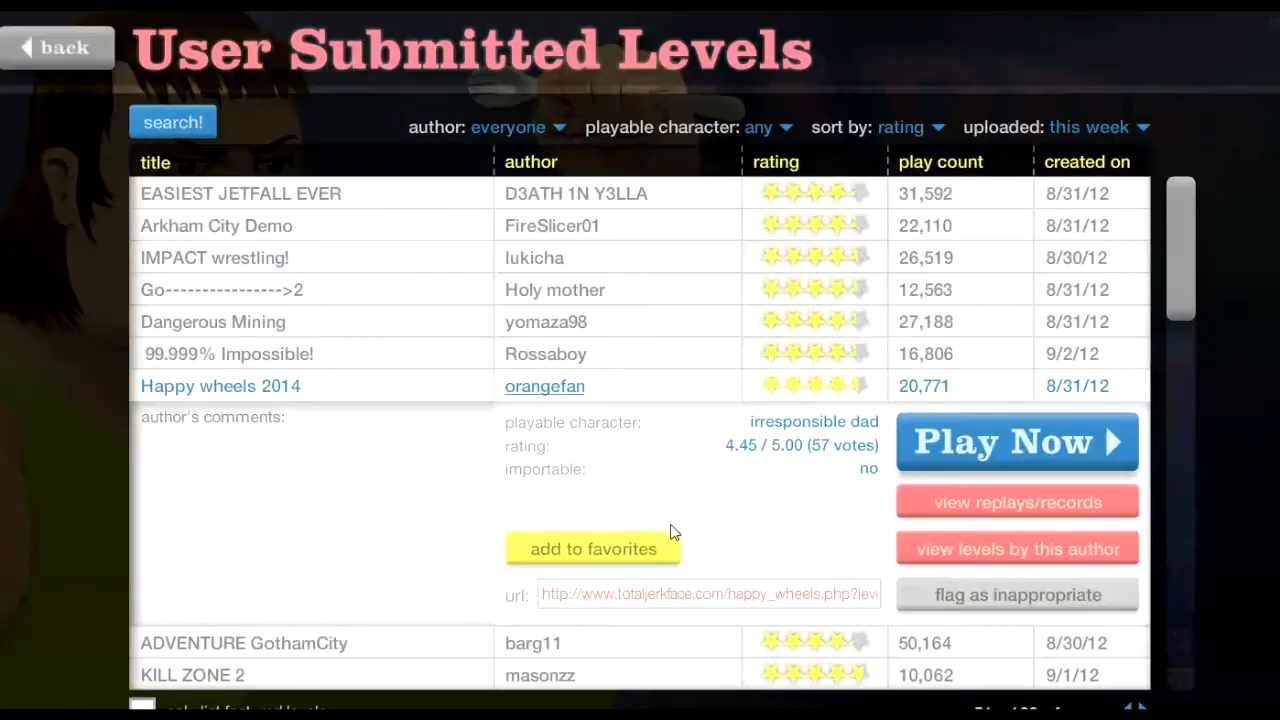 back
User Submitted Levels
search!
author: everyone playable character: any sort by: rating uploaded: this week
title author rating play count created on
EASIEST JETFALL EVER D3ATH 1N Y3LLA 31,592 8/31/12
Arkham City Demo FireSlicer01 22,110 8/31/12
IMPACT wrestling! lukicha 26,519 8/30/12
Go---------------->2 Holy mother 12,563 8/31/12
Dangerous Mining yomaza98 27,188 8/31/12
99.999% Impossible! Rossaboy 16,806 9/2/12
Happy wheels 2014 orangefan 20,771 8/31/12
author's comments:
playable character: irresponsible dad
rating: 4.45 / 5.00 (57 votes)
importable: no
Play Now
view replays/records
add to favorites
view levels by this author
url: http://www.totaljerkface.com/happy_wheels.php?lev
flag as inappropriate
ADVENTURE GothamCity barg11 50,164 8/30/12
KILL ZONE 2 masonzz 10,062 9/1/12